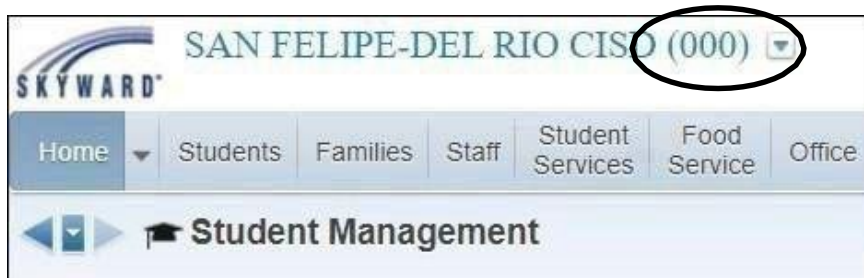 SAN FELIPE-DEL RIO CISD (000)
SKYWARD
Home Students Families Staff Student Services Food Service Office
Student Management